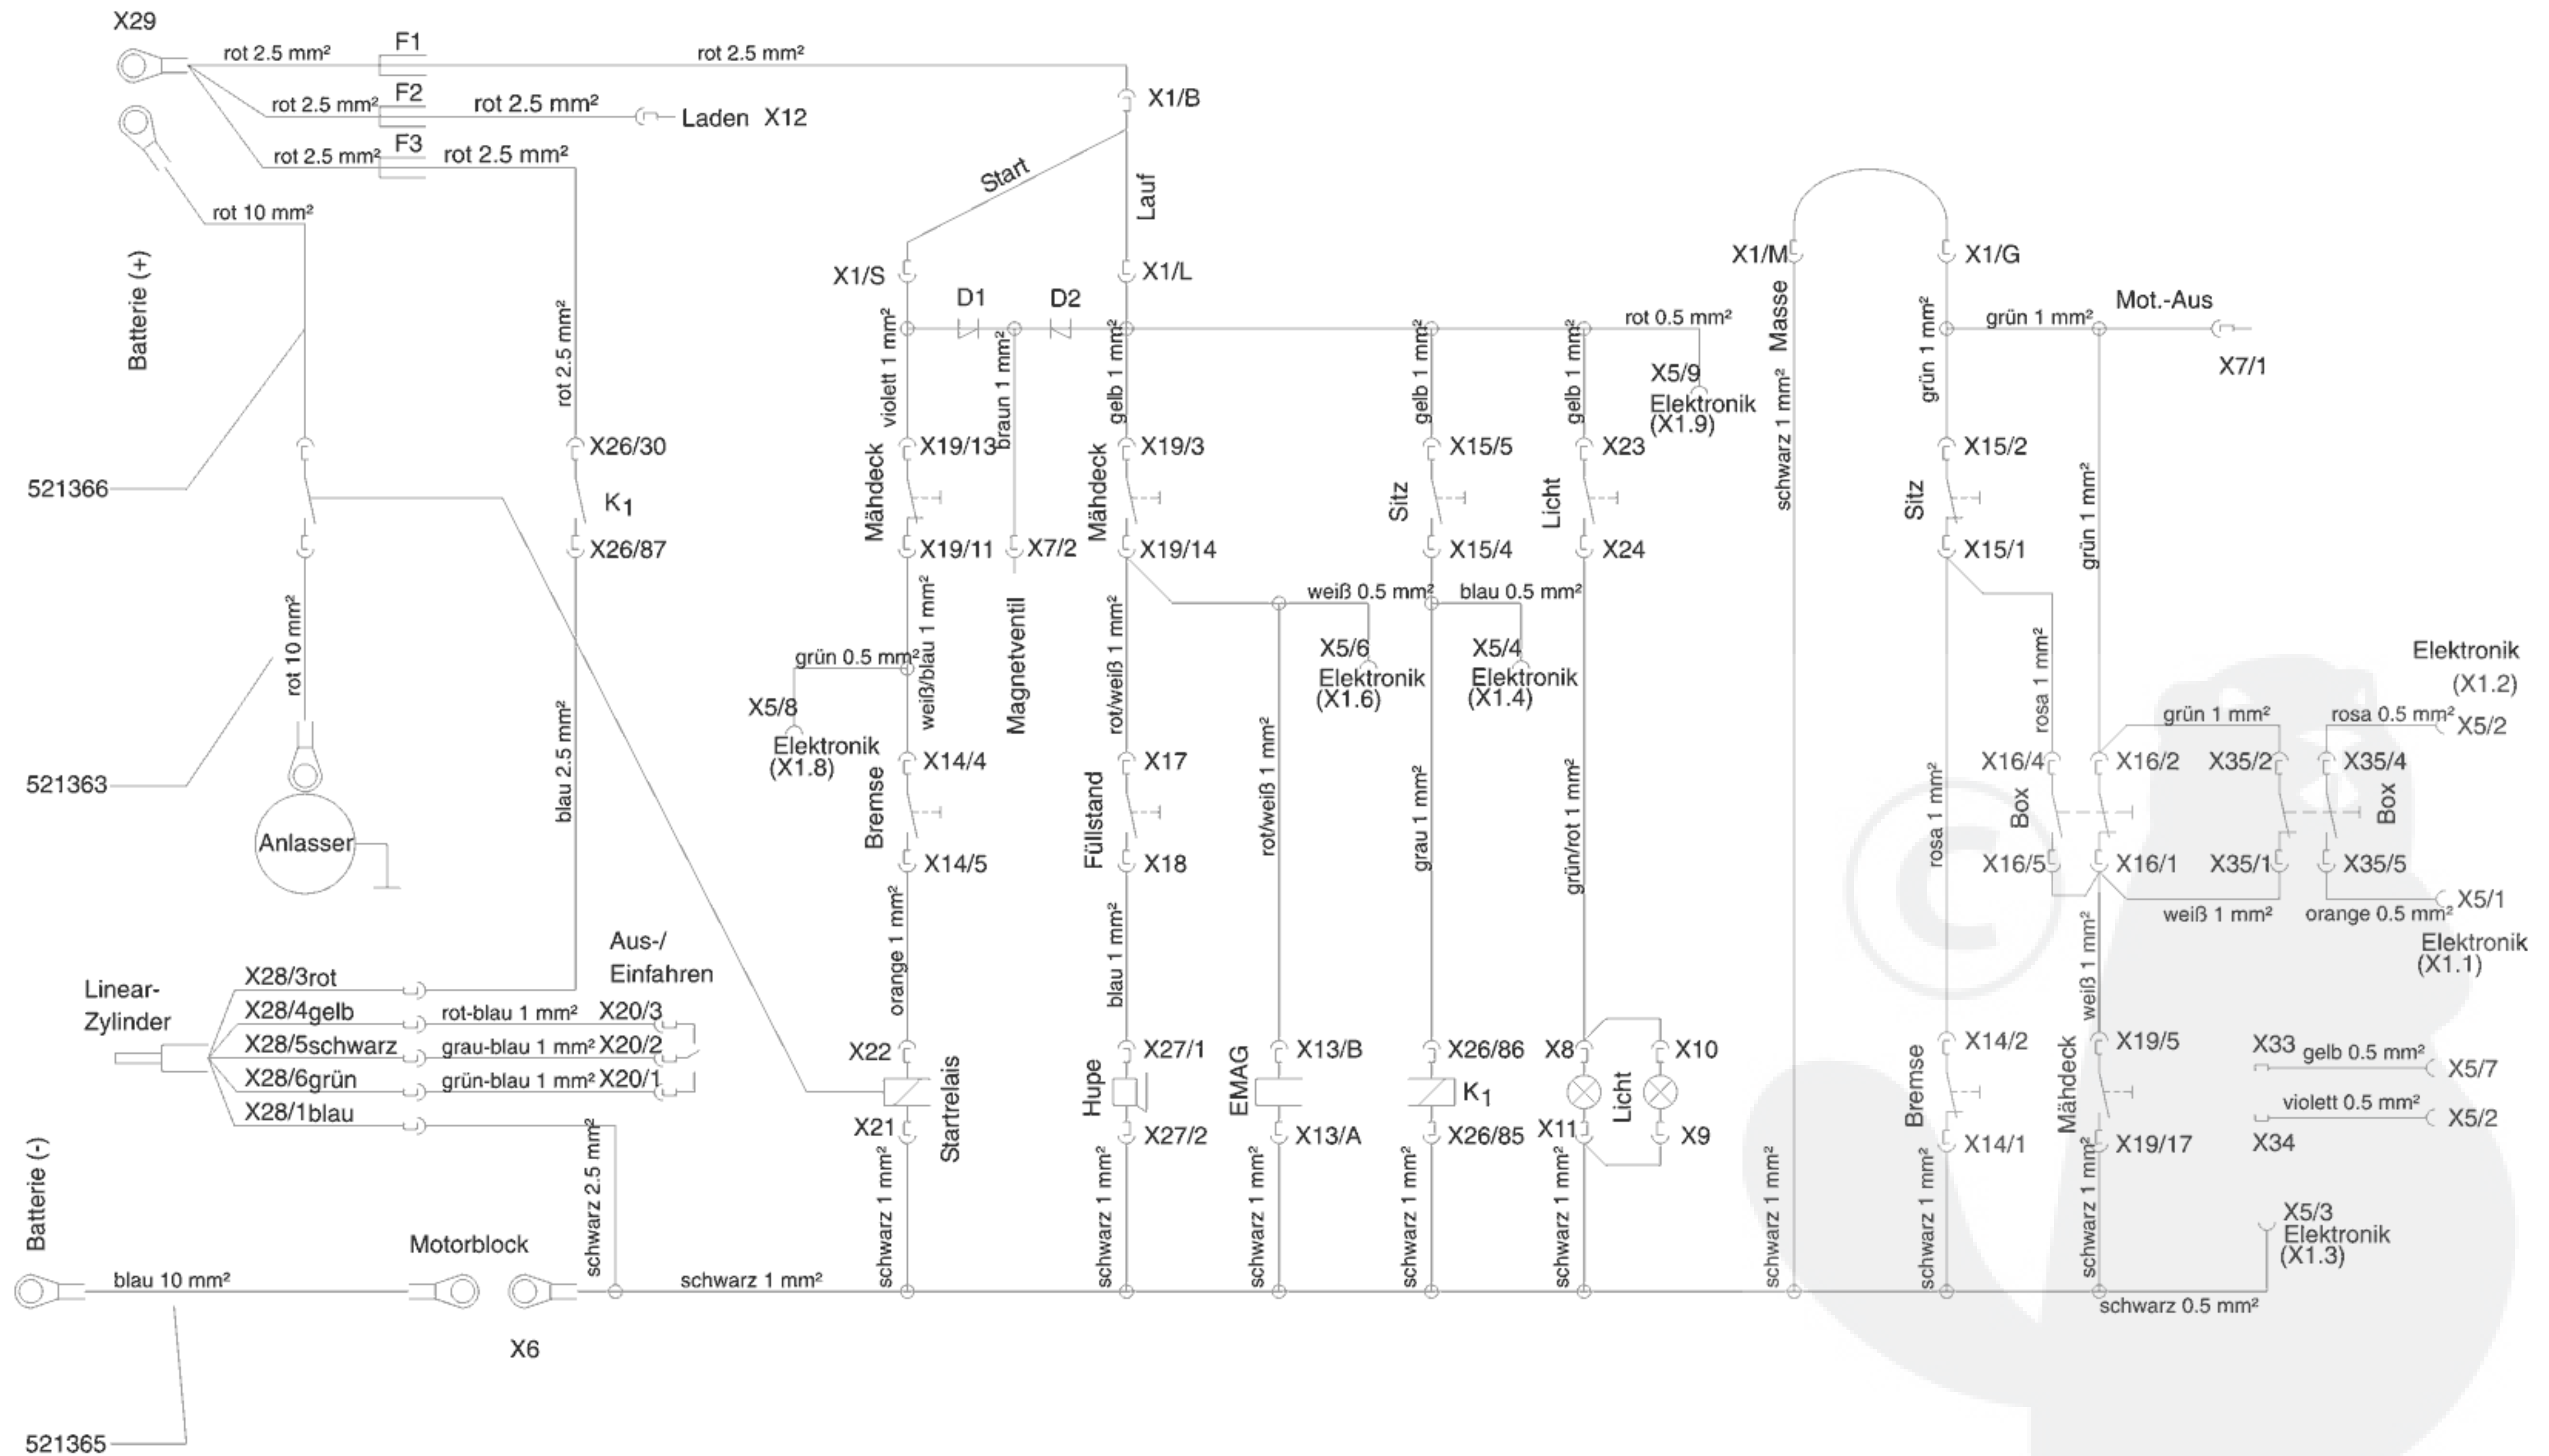 X29
rot 2.5 mm²
F1
rot 2.5 mm²
rot 2.5 mm²
F2
rot 2.5 mm²
Laden X12
rot 2.5 mm²
F3
rot 2.5 mm²
X1/B
rot 10 mm²
Batterie (+)
Start
Lauf
X1/S
X1/L
X1/M
X1/G
D1
D2
rot 2.5 mm²
violett 1 mm²
braun 1 mm²
gelb 1 mm²
gelb 1 mm²
gelb 1 mm²
rot 0.5 mm²
X5/9
Elektronik
(X1.9)
Masse
schwarz 1 mm²
grün 1 mm²
grün 1 mm²
Mot.-Aus
X7/1
521366
X26/30
K1
X26/87
Mähdeck
X19/13
X19/11
X7/2
Magnetventil
Mähdeck
X19/3
X19/14
Sitz
X15/5
X15/4
Licht
X23
X24
Sitz
X15/2
X15/1
grün 1 mm²
rot 10 mm²
521363
Anlasser
blau 2.5 mm²
weiß/blau 1 mm²
grün 0.5 mm²
X5/8
Elektronik
(X1.8)
rot/weiß 1 mm²
weiß 0.5 mm²
X5/6
Elektronik
(X1.6)
blau 0.5 mm²
X5/4
Elektronik
(X1.4)
rosa 1 mm²
Elektronik
(X1.2)
grün 1 mm²
rosa 0.5 mm²
X5/2
Bremse
X14/4
X14/5
Füllstand
X17
X18
rot/weiß 1 mm²
grau 1 mm²
grün/rot 1 mm²
rosa 1 mm²
Box
X16/4
X16/5
X16/2
X16/1
X35/2
X35/1
X35/4
X35/5
Box
©
weiß 1 mm²
orange 0.5 mm²
X5/1
Elektronik
(X1.1)
orange 1 mm²
blau 1 mm²
weiß 1 mm²
Linear-
Zylinder
X28/3rot
X28/4gelb
X28/5schwarz
X28/6grün
X28/1blau
rot-blau 1 mm²
grau-blau 1 mm²
grün-blau 1 mm²
Aus-/
Einfahren
X20/3
X20/2
X20/1
X22
X21
Startrelais
Hupe
X27/1
X27/2
EMAG
X13/B
X13/A
X26/86
K1
X26/85
X8
X11
Licht
X10
X9
Bremse
X14/2
X14/1
Mähdeck
X19/5
X19/17
X33
gelb 0.5 mm²
X5/7
violett 0.5 mm²
X5/2
X34
Batterie (-)
blau 10 mm²
Motorblock
X6
schwarz 2.5 mm²
schwarz 1 mm²
schwarz 1 mm²
schwarz 1 mm²
schwarz 1 mm²
schwarz 1 mm²
schwarz 1 mm²
schwarz 1 mm²
schwarz 1 mm²
schwarz 1 mm²
X5/3
Elektronik
(X1.3)
schwarz 0.5 mm²
521365